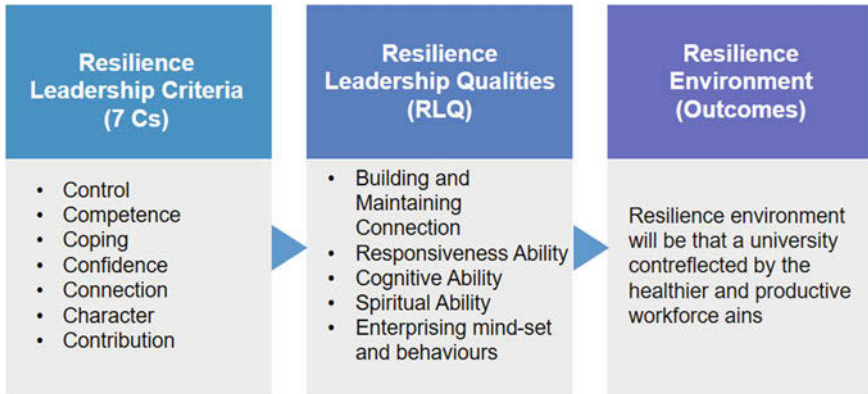 Resilience
Leadership Criteria
(7 Cs)
• Control
• Competence
• Coping
• Confidence
• Connection
• Character
• Contribution
Resilience
Leadership Qualities
(RLQ)
• Building and
Maintaining
Connection
• Responsiveness Ability
• Cognitive Ability
• Spiritual Ability
• Enterprising mind-set
and behaviours
Resilience
Environment
(Outcomes)
Resilience environment
will be that a university
contreflected by the
healthier and productive
workforce ains